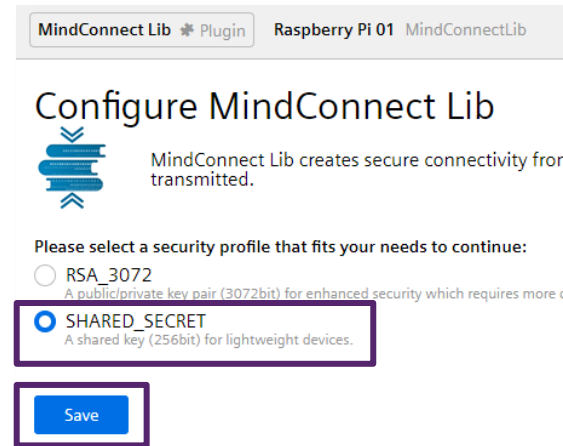 MindConnect Lib Plugin Raspberry Pi 01 MindConnectLib
Configure MindConnect Lib
MindConnect Lib creates secure connectivity from
transmitted.
Please select a security profile that fits your needs to continue:
RSA_3072
A public/private key pair (3072bit) for enhanced security which requires more
SHARED_SECRET
A shared key (256bit) for lightweight devices.
Save